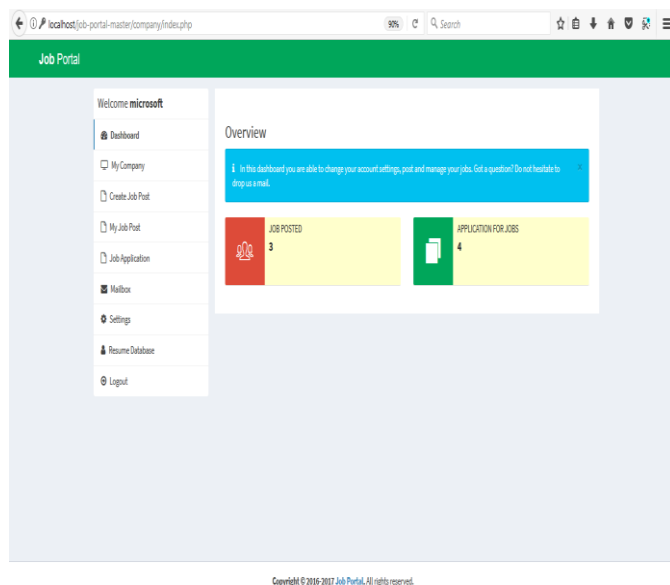 localhost/job-portal-master/company/index.php
90%
Search
Job Portal
Welcome microsoft
Dashboard
My Company
Create Job Post
My Job Post
Job Application
Mailbox
Settings
Resume Database
Logout
Overview
In this dashboard you are able to change your account settings, post and manage your jobs. Got a question? Do not hesitate to
drop us a mail.
x
JOB POSTED
3
APPLICATION FOR JOBS
4
Copyright © 2016-2017 Job Portal. All rights reserved.